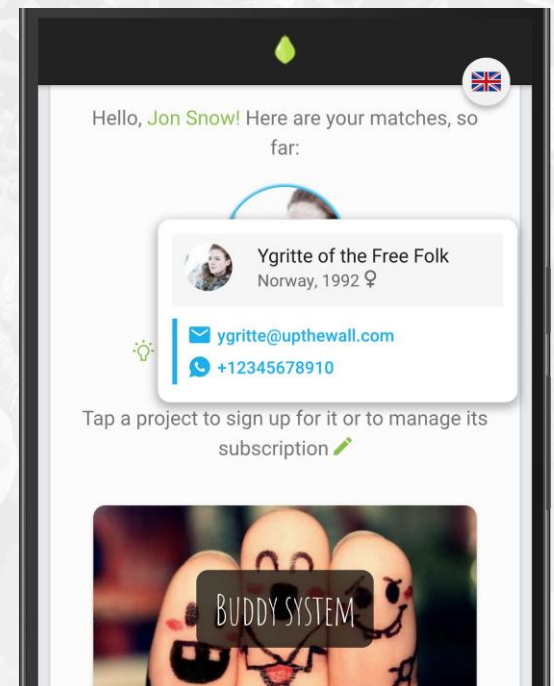 Hello, Jon Snow! Here are your matches, so
far:
Ygritte of the Free Folk
Norway, 1992 ♀
ygritte@upthewall.com
+12345678910
Tap a project to sign up for it or to manage its
subscription
BUDDY SYSTEM